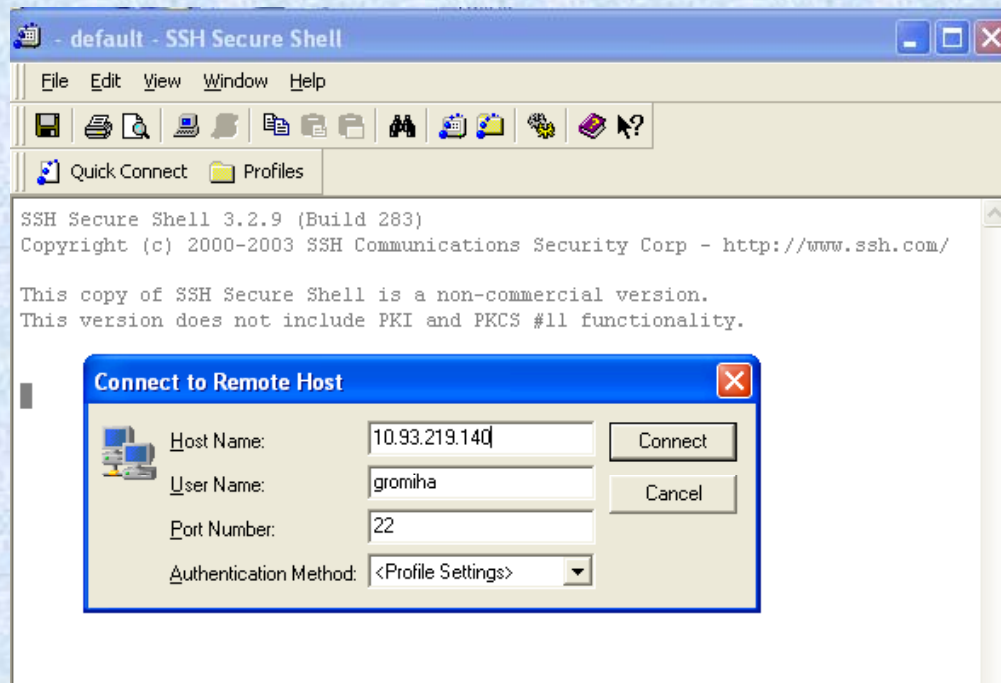 - default - SSH Secure Shell
File Edit View Window Help
Quick Connect Profiles
SSH Secure Shell 3.2.9 (Build 283)
Copyright (c) 2000-2003 SSH Communications Security Corp - http://www.ssh.com/
This copy of SSH Secure Shell is a non-commercial version.
This version does not include PKI and PKCS #11 functionality.
Connect to Remote Host
Host Name: 10.93.219.140 Connect
User Name: gromiha Cancel
Port Number: 22
Authentication Method: <Profile Settings>